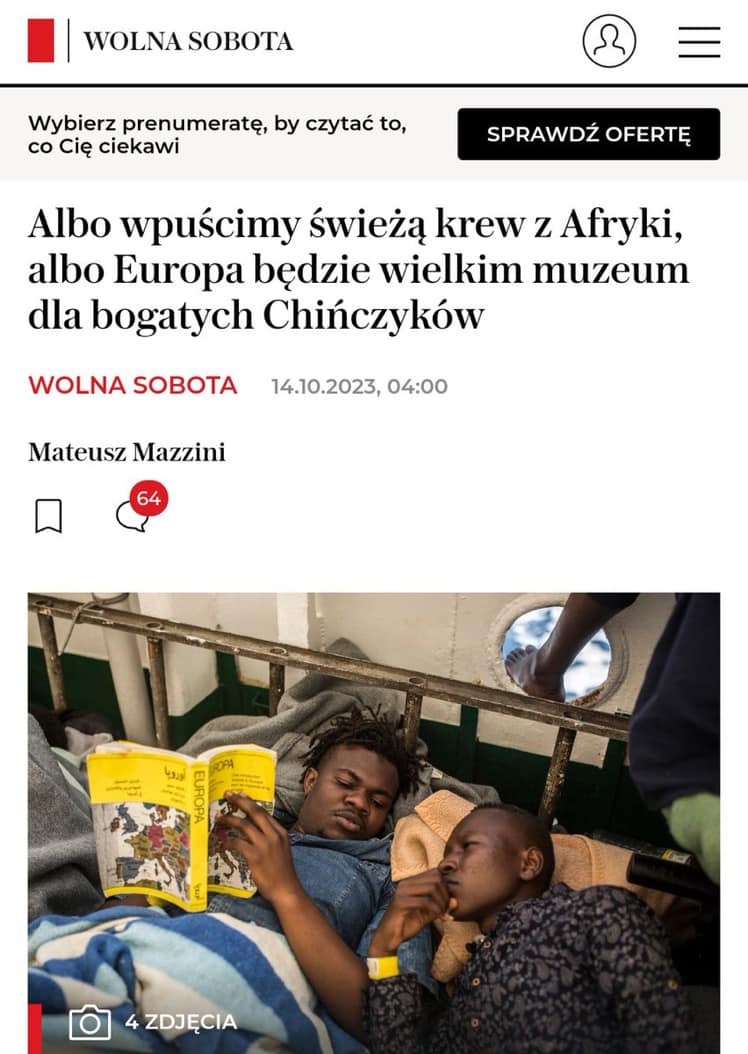 WOLNA SOBOTA
Wybierz prenumeratę, by czytać to,
co Cię ciekawi
SPRAWDŹ OFERTĘ
Albo wpuścimy świeżą krew z Afryki,
albo Europa będzie wielkim muzeum
dla bogatych Chińczyków
WOLNA SOBOTA 14.10.2023, 04:00
Mateusz Mazzini
64
أوروبا
EUROPA
EUROPA
4 ZDJĘCIA